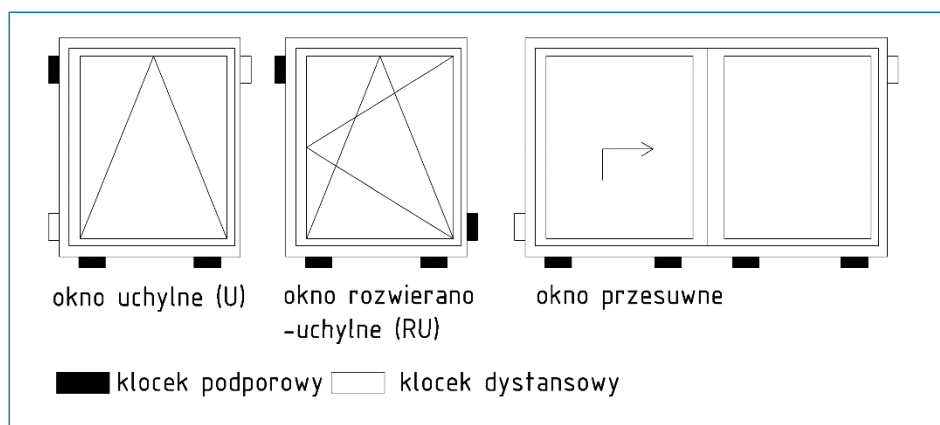 okno uchylne (U)
okno rozwierano
-uchylne (RU)
okno przesuwne
klocek podporowy
klocek dystansowy